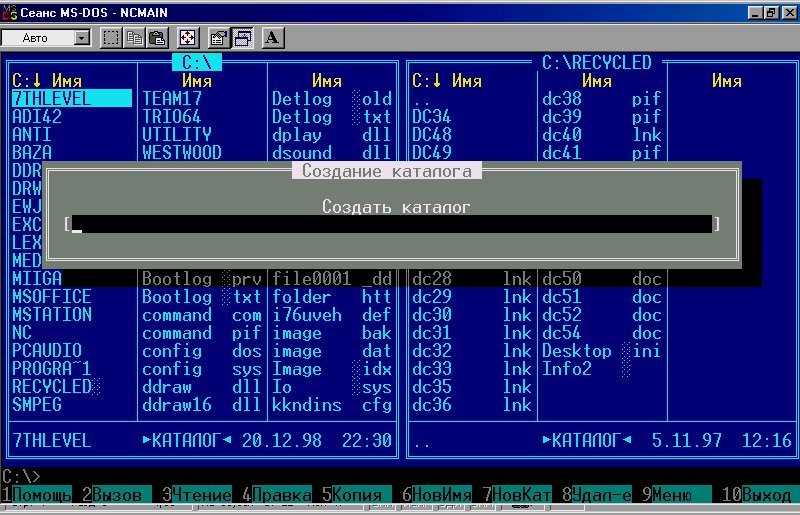 Сеанс MS-DOS - NCMAIN
Авто
C:\ C:\RECYCLED
C:↓ Имя Имя Имя C:↓ Имя Имя Имя
7THLEVEL TEAM17 Detlog ░old .. dc38 pif
ADI42 TRIO64 Detlog ░txt DC34 dc39 pif
ANTI UTILITY dplay dll DC48 dc40 lnk
BAZA WESTWOOD dsound dll DC49 dc41 pif
DDR Создание каталога
DRW
EWJ Создать каталог
EXC [ ]
LEX
MED
MIIGA Bootlog ░prv file0001 _dd dc28 lnk dc50 doc
MSOFFICE Bootlog ░txt folder htt dc29 lnk dc51 doc
MSTATION command com i76uveh def dc30 lnk dc52 doc
NC command pif image bak dc31 lnk dc54 doc
PCAUDIO config dos image dat dc32 lnk Desktop ░ini
PROGRA~1 config sys Image ░idx dc33 lnk Info2 ░
RECYCLED░ ddraw dll Io ░sys dc35 lnk
SMPEG ddraw16 dll kkndins cfg dc36 lnk
7THLEVEL ►КАТАЛОГ◄ 20.12.98 22:30 .. ►КАТАЛОГ◄ 5.11.97 12:16
C:\>
1Помощь 2Вызов 3Чтение 4Правка 5Копия 6НовИмя 7НовКат 8Удал-е 9Меню 10Выход